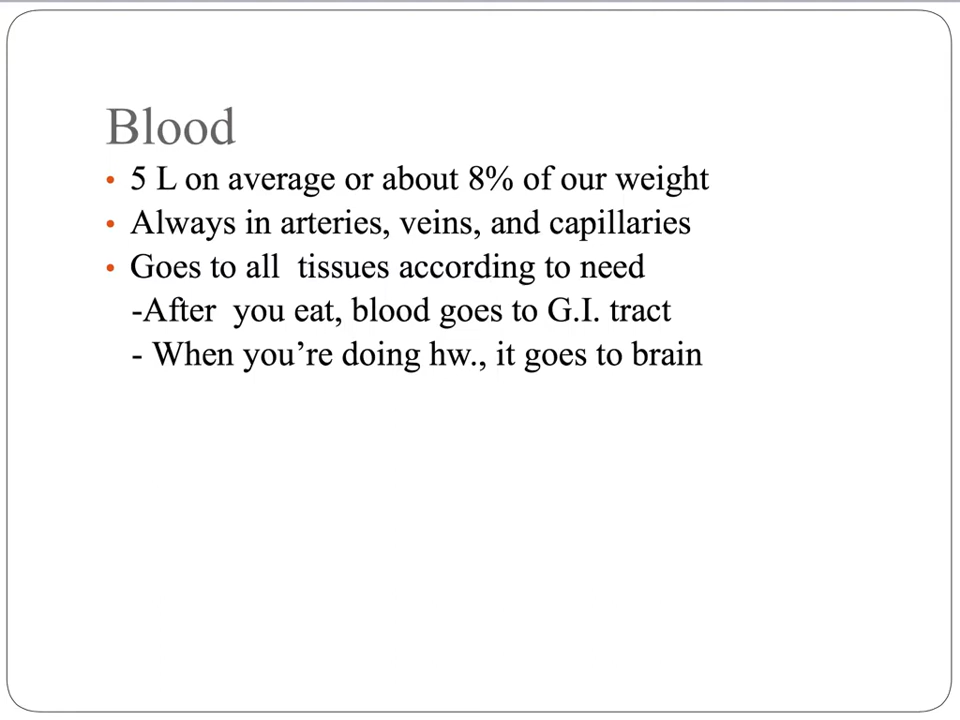 Blood
• 5 L on average or about 8% of our weight
• Always in arteries, veins, and capillaries
• Goes to all  tissues according to need
-After  you eat, blood goes to G.I. tract
- When you’re doing hw., it goes to brain